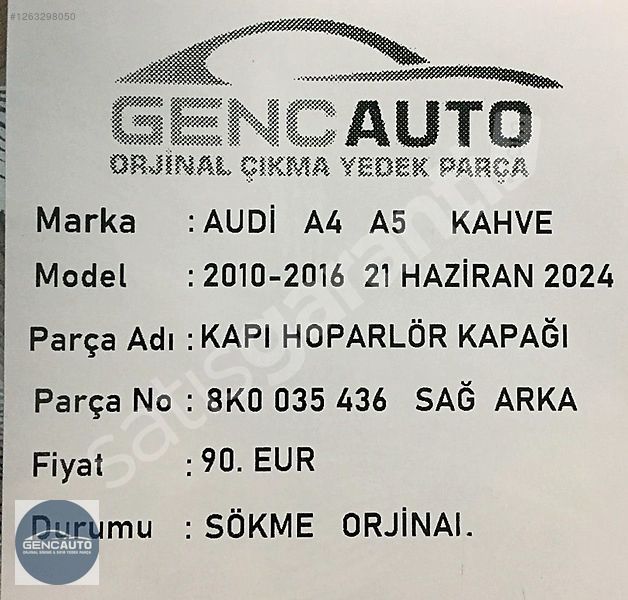 #1263298050
GENCAUTO
ORJİNAL ÇIKMA YEDEK PARÇA
Marka : AUDİ A4 A5 KAHVE
Model : 2010-2016 21 HAZİRAN 2024
Parça Adı : KAPI HOPARLÖR KAPAĞI
Parça No : 8K0 035 436 SAĞ ARKA
Fiyat : 90. EUR
Durumu : SÖKME ORJİNAL.
GENCAUTO